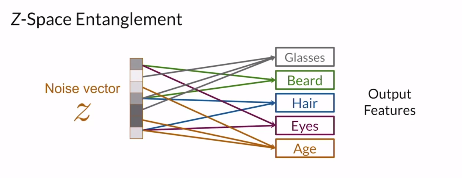 Z-Space Entanglement
Noise vector
z
Glasses
Beard
Hair
Eyes
Age
Output
Features